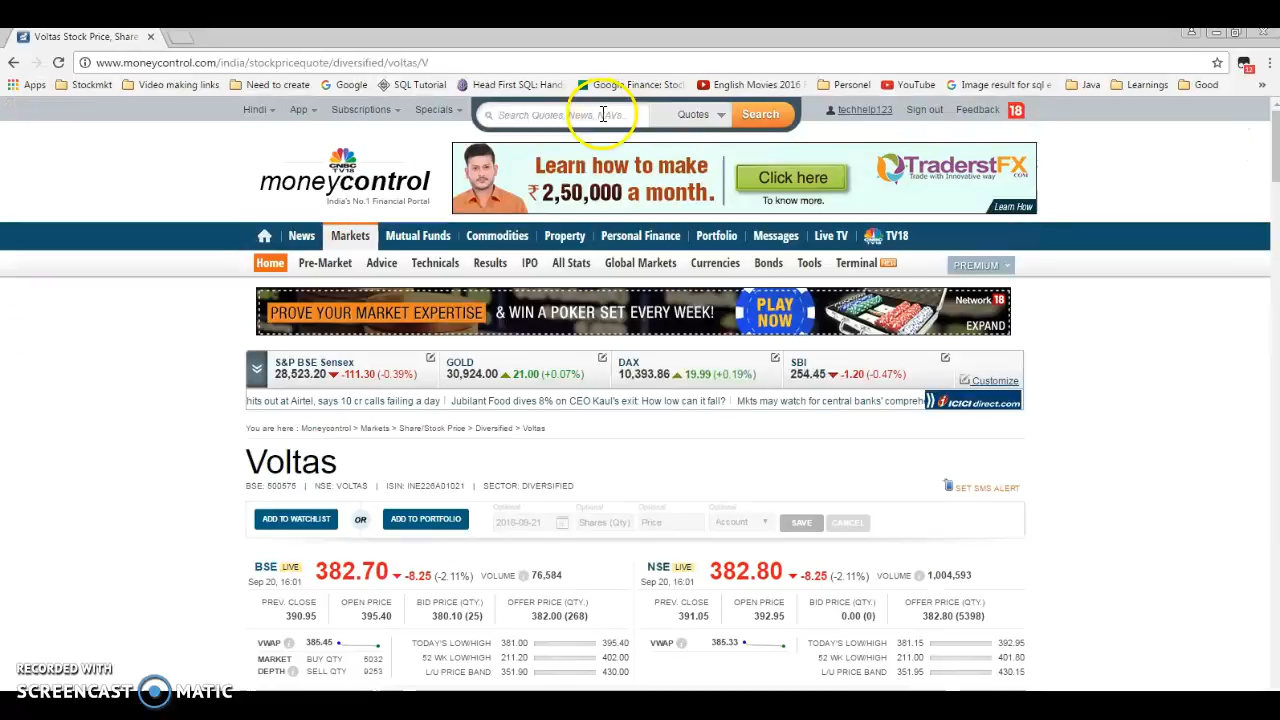 Voltas Stock Price, Share
www.moneycontrol.com/india/stockpricequote/diversified/voltas/V
12
Apps Stockmkt Video making links Need to create Google SQL Tutorial Head First SQL: Hand Google Finance: Stoc English Movies 2016 F Personel YouTube Image result for sql a Java Learnings Good
Hindi App Subscriptions Specials Search Quotes, News, NAVs... Quotes Search techhelp123 Sign out Feedback 18
CNBC
TV18
moneycontrol
India's No.1 Financial Portal
Learn how to make
₹ 2,50,000 a month.
Click here
To know more.
TraderstFX
.COM
Trade with Innovative way
Learn How
News Markets Mutual Funds Commodities Property Personal Finance Portfolio Messages Live TV TV18
Home Pre-Market Advice Technicals Results IPO All Stats Global Markets Currencies Bonds Tools Terminal PREMIUM
PROVE YOUR MARKET EXPERTISE & WIN A POKER SET EVERY WEEK! PLAY NOW Network 18 EXPAND
S&P BSE Sensex GOLD DAX SBI
28,523.20 -111.30 (-0.39%) 30,924.00 21.00 (+0.07%) 10,393.86 19.99 (+0.19%) 254.45 -1.20 (-0.47%) Customize
hits out at Airtel, says 10 cr calls failing a day | Jubilant Food dives 8% on CEO Kaul's exit: How low can it fall? | Mkts may watch for central banks' compreh ICICI direct.com
You are here : Moneycontrol > Markets > Share/Stock Price > Diversified > Voltas
Voltas
BSE: 500575 | NSE: VOLTAS | ISIN: INE226A01021 | SECTOR: DIVERSIFIED
SET SMS ALERT
Optional Optional Optional Optional
ADD TO WATCHLIST OR ADD TO PORTFOLIO 2016-09-21 Shares (Qty) Price Account SAVE CANCEL
BSE LIVE 382.70 -8.25 (-2.11%) VOLUME 76,584 NSE LIVE 382.80 -8.25 (-2.11%) VOLUME 1,004,593
Sep 20, 16:01 Sep 20, 16:01
PREV. CLOSE OPEN PRICE BID PRICE (QTY.) OFFER PRICE (QTY.) PREV. CLOSE OPEN PRICE BID PRICE (QTY.) OFFER PRICE (QTY.)
390.95 395.40 380.10 (25) 382.00 (268) 391.05 392.95 0.00 (0) 382.80 (5398)
VWAP 385.45 TODAY'S LOW/HIGH 381.00 395.40 VWAP 385.33 TODAY'S LOW/HIGH 381.15 392.95
MARKET DEPTH BUY QTY 5032 52 WK LOW/HIGH 211.20 402.00 52 WK LOW/HIGH 211.00 401.80
SELL QTY 9253 L/U PRICE BAND 351.90 430.00 L/U PRICE BAND 351.95 430.15
RECORDED WITH
SCREENCAST MATIC